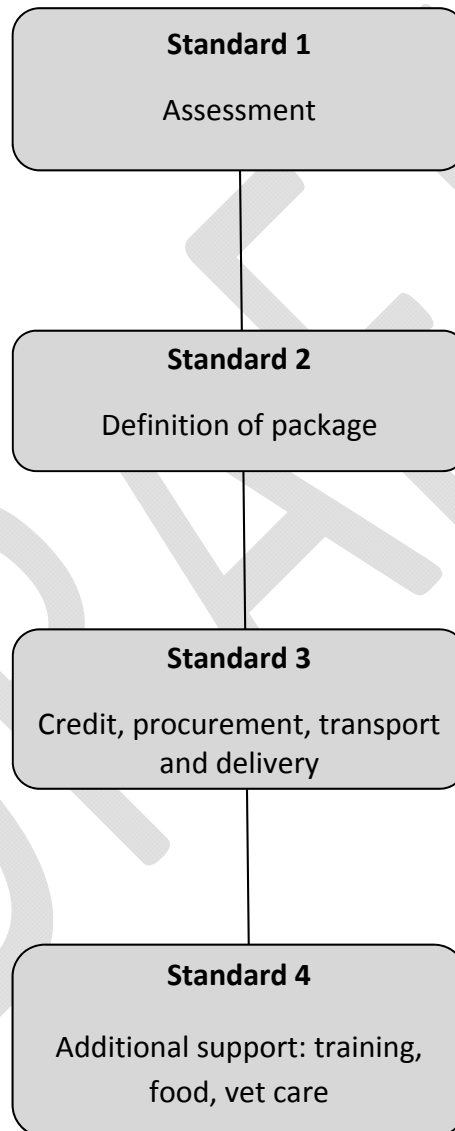 Standard 1
Assessment
Standard 2
Definition of package
Standard 3
Credit, procurement, transport
and delivery
Standard 4
Additional support: training,
food, vet care